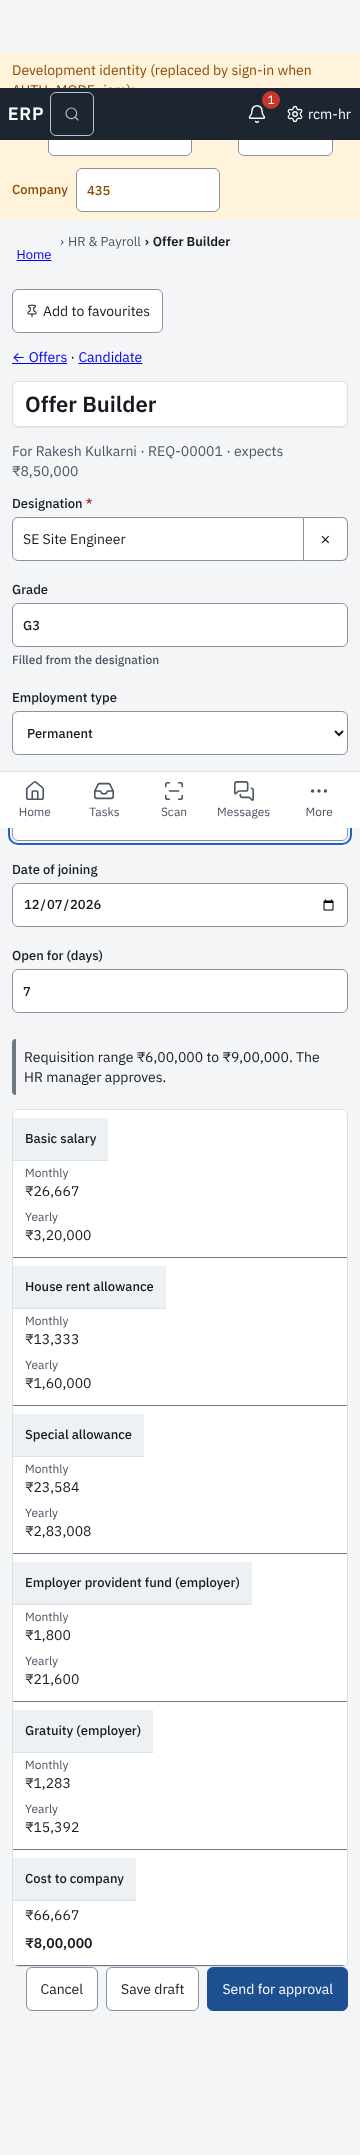 Development identity (replaced by sign-in when
ERP
1
rcm-hr
Company
435
› HR & Payroll › Offer Builder
Home
Add to favourites
← Offers · Candidate
Offer Builder
For Rakesh Kulkarni · REQ-00001 · expects
₹8,50,000
Designation *
SE Site Engineer
×
Grade
G3
Filled from the designation
Employment type
Permanent
Home
Tasks
Scan
Messages
More
Date of joining
12/07/2026
Open for (days)
7
Requisition range ₹6,00,000 to ₹9,00,000. The
HR manager approves.
Basic salary
Monthly
₹26,667
Yearly
₹3,20,000
House rent allowance
Monthly
₹13,333
Yearly
₹1,60,000
Special allowance
Monthly
₹23,584
Yearly
₹2,83,008
Employer provident fund (employer)
Monthly
₹1,800
Yearly
₹21,600
Gratuity (employer)
Monthly
₹1,283
Yearly
₹15,392
Cost to company
₹66,667
₹8,00,000
Cancel
Save draft
Send for approval